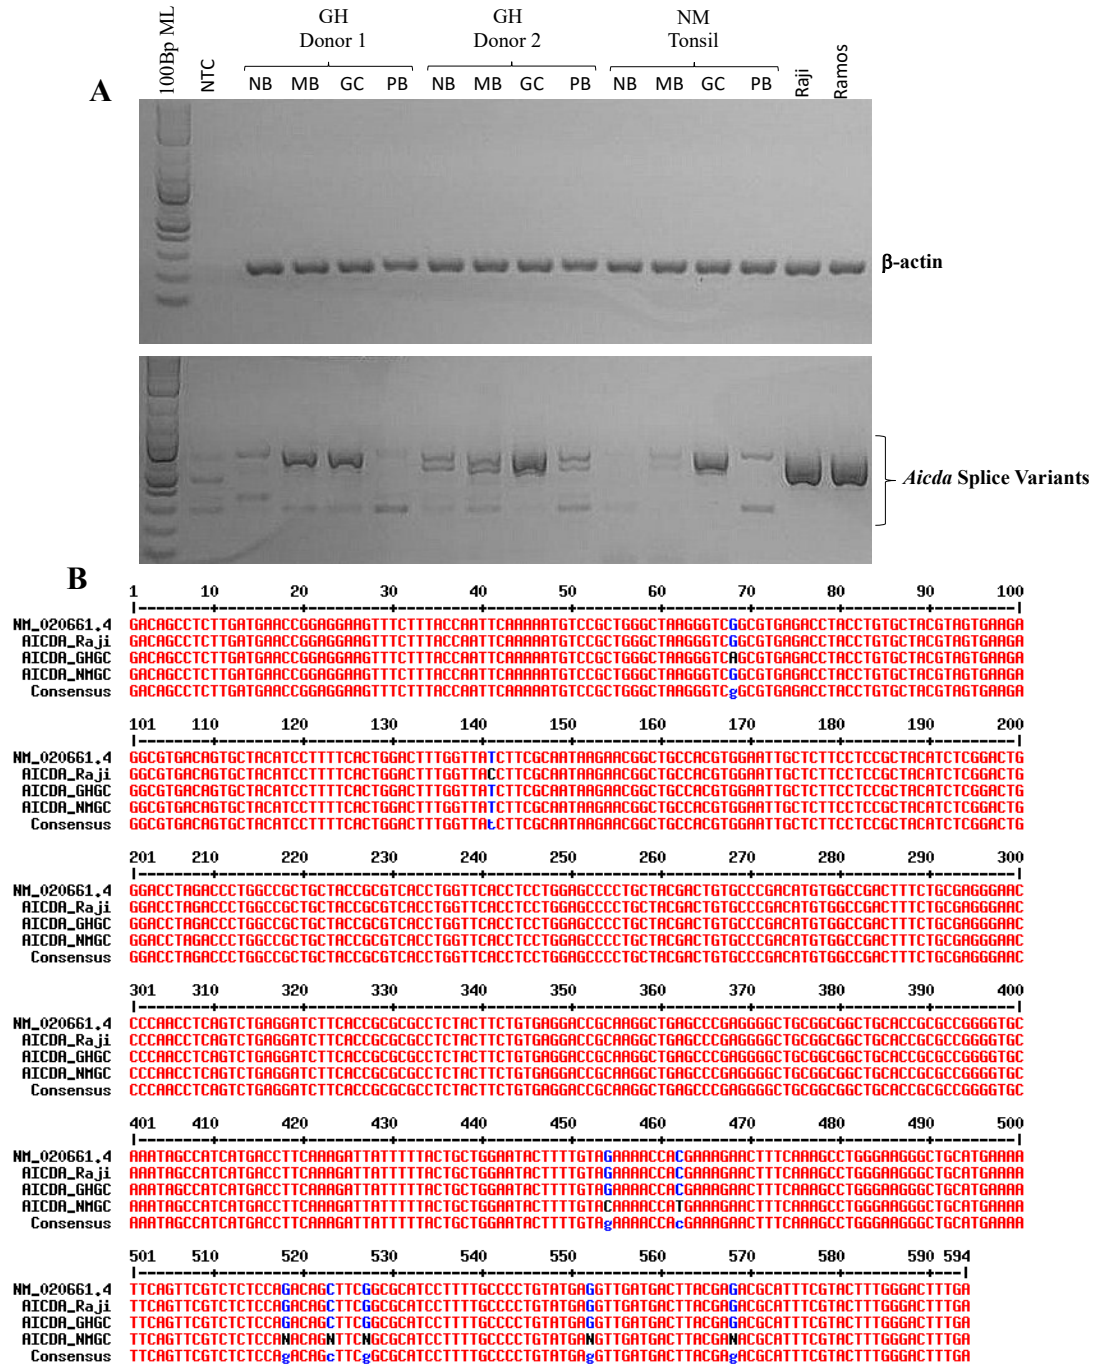 GH
Donor 1
GH
Donor 2
NM
Tonsil
100Bp ML
NTC
NB MB GC PB NB MB GC PB NB MB GC PB
Raji
Ramos
A
β-actin
Aicda Splice Variants
B
1 10 20 30 40 50 60 70 80 90 100
NM_020661.4 GACAGCCTCTTGATGAACCGGAGGAAGTTTCTTTACCAATTCAAAAATGTCCGCTGGGCTAAGGGTCGGCGTGAGACCTACCTGTGCTACGTAGTGAAGA
AICDA_Raji GACAGCCTCTTGATGAACCGGAGGAAGTTTCTTTACCAATTCAAAAATGTCCGCTGGGCTAAGGGTCGGCGTGAGACCTACCTGTGCTACGTAGTGAAGA
AICDA_GHGC GACAGCCTCTTGATGAACCGGAGGAAGTTTCTTTACCAATTCAAAAATGTCCGCTGGGCTAAGGGTCAGCGTGAGACCTACCTGTGCTACGTAGTGAAGA
AICDA_NMGC GACAGCCTCTTGATGAACCGGAGGAAGTTTCTTTACCAATTCAAAAATGTCCGCTGGGCTAAGGGTCGGCGTGAGACCTACCTGTGCTACGTAGTGAAGA
Consensus GACAGCCTCTTGATGAACCGGAGGAAGTTTCTTTACCAATTCAAAAATGTCCGCTGGGCTAAGGGTCgGCGTGAGACCTACCTGTGCTACGTAGTGAAGA
101 110 120 130 140 150 160 170 180 190 200
NM_020661.4 GGCGTGACAGTGCTACATCCTTTTCACTGGACTTTGGTTATCTTCGCAATAAGAACGGCTGCCACGTGGAATTGCTCTTCCTCCGCTACATCTCGGACTG
AICDA_Raji GGCGTGACAGTGCTACATCCTTTTCACTGGACTTTGGTTACCTTCGCAATAAGAACGGCTGCCACGTGGAATTGCTCTTCCTCCGCTACATCTCGGACTG
AICDA_GHGC GGCGTGACAGTGCTACATCCTTTTCACTGGACTTTGGTTATCTTCGCAATAAGAACGGCTGCCACGTGGAATTGCTCTTCCTCCGCTACATCTCGGACTG
AICDA_NMGC GGCGTGACAGTGCTACATCCTTTTCACTGGACTTTGGTTATCTTCGCAATAAGAACGGCTGCCACGTGGAATTGCTCTTCCTCCGCTACATCTCGGACTG
Consensus GGCGTGACAGTGCTACATCCTTTTCACTGGACTTTGGTTAtCTTCGCAATAAGAACGGCTGCCACGTGGAATTGCTCTTCCTCCGCTACATCTCGGACTG
201 210 220 230 240 250 260 270 280 290 300
NM_020661.4 GGACCTAGACCCTGGCCGCTGCTACCGCGTCACCTGGTTCACCTCCTGGAGCCCCTGCTACGACTGTGCCCGACATGTGGCCGACTTTCTGCGAGGGAAC
AICDA_Raji GGACCTAGACCCTGGCCGCTGCTACCGCGTCACCTGGTTCACCTCCTGGAGCCCCTGCTACGACTGTGCCCGACATGTGGCCGACTTTCTGCGAGGGAAC
AICDA_GHGC GGACCTAGACCCTGGCCGCTGCTACCGCGTCACCTGGTTCACCTCCTGGAGCCCCTGCTACGACTGTGCCCGACATGTGGCCGACTTTCTGCGAGGGAAC
AICDA_NMGC GGACCTAGACCCTGGCCGCTGCTACCGCGTCACCTGGTTCACCTCCTGGAGCCCCTGCTACGACTGTGCCCGACATGTGGCCGACTTTCTGCGAGGGAAC
Consensus GGACCTAGACCCTGGCCGCTGCTACCGCGTCACCTGGTTCACCTCCTGGAGCCCCTGCTACGACTGTGCCCGACATGTGGCCGACTTTCTGCGAGGGAAC
301 310 320 330 340 350 360 370 380 390 400
NM_020661.4 CCCAACCTCAGTCTGAGGATCTTCACCGCGCGCCTCTACTTCTGTGAGGACCGCAAGGCTGAGCCCGAGGGGCTGCGGCGGCTGCACCGCGCCGGGGTGC
AICDA_Raji CCCAACCTCAGTCTGAGGATCTTCACCGCGCGCCTCTACTTCTGTGAGGACCGCAAGGCTGAGCCCGAGGGGCTGCGGCGGCTGCACCGCGCCGGGGTGC
AICDA_GHGC CCCAACCTCAGTCTGAGGATCTTCACCGCGCGCCTCTACTTCTGTGAGGACCGCAAGGCTGAGCCCGAGGGGCTGCGGCGGCTGCACCGCGCCGGGGTGC
AICDA_NMGC CCCAACCTCAGTCTGAGGATCTTCACCGCGCGCCTCTACTTCTGTGAGGACCGCAAGGCTGAGCCCGAGGGGCTGCGGCGGCTGCACCGCGCCGGGGTGC
Consensus CCCAACCTCAGTCTGAGGATCTTCACCGCGCGCCTCTACTTCTGTGAGGACCGCAAGGCTGAGCCCGAGGGGCTGCGGCGGCTGCACCGCGCCGGGGTGC
401 410 420 430 440 450 460 470 480 490 500
NM_020661.4 AAATAGCCATCATGACCTTCAAAGATTATTTTTACTGCTGGAATACTTTTGTAGAAAACCACGAAAGAACTTTCAAAGCCTGGGAAGGGCTGCATGAAAA
AICDA_Raji AAATAGCCATCATGACCTTCAAAGATTATTTTTACTGCTGGAATACTTTTGTAGAAAACCACGAAAGAACTTTCAAAGCCTGGGAAGGGCTGCATGAAAA
AICDA_GHGC AAATAGCCATCATGACCTTCAAAGATTATTTTTACTGCTGGAATACTTTTGTAGAAAACCACGAAAGAACTTTCAAAGCCTGGGAAGGGCTGCATGAAAA
AICDA_NMGC AAATAGCCATCATGACCTTCAAAGATTATTTTTACTGCTGGAATACTTTTGTACAAAACCATGAAAGAACTTTCAAAGCCTGGGAAGGGCTGCATGAAAA
Consensus AAATAGCCATCATGACCTTCAAAGATTATTTTTACTGCTGGAATACTTTTGTAgAAAACCAcGAAAGAACTTTCAAAGCCTGGGAAGGGCTGCATGAAAA
501 510 520 530 540 550 560 570 580 590 594
NM_020661.4 TTCAGTTCGTCTCTCCAGACAGCTTCGGCGCATCCTTTTGCCCCTGTATGAGGTTGATGACTTACGAGACGCATTTCGTACTTTGGGACTTTGA
AICDA_Raji TTCAGTTCGTCTCTCCAGACAGCTTCGGCGCATCCTTTTGCCCCTGTATGAGGTTGATGACTTACGAGACGCATTTCGTACTTTGGGACTTTGA
AICDA_GHGC TTCAGTTCGTCTCTCCAGACAGCTTCGGCGCATCCTTTTGCCCCTGTATGAGGTTGATGACTTACGAGACGCATTTCGTACTTTGGGACTTTGA
AICDA_NMGC TTCAGTTCGTCTCTCCANACAGNTTCNGCGCATCCTTTTGCCCCTGTATGANGTTGATGACTTACGANACGCATTTCGTACTTTGGGACTTTGA
Consensus TTCAGTTCGTCTCTCCAgACAGcTTCgGCGCATCCTTTTGCCCCTGTATGAgGTTGATGACTTACGAgACGCATTTCGTACTTTGGGACTTTGA